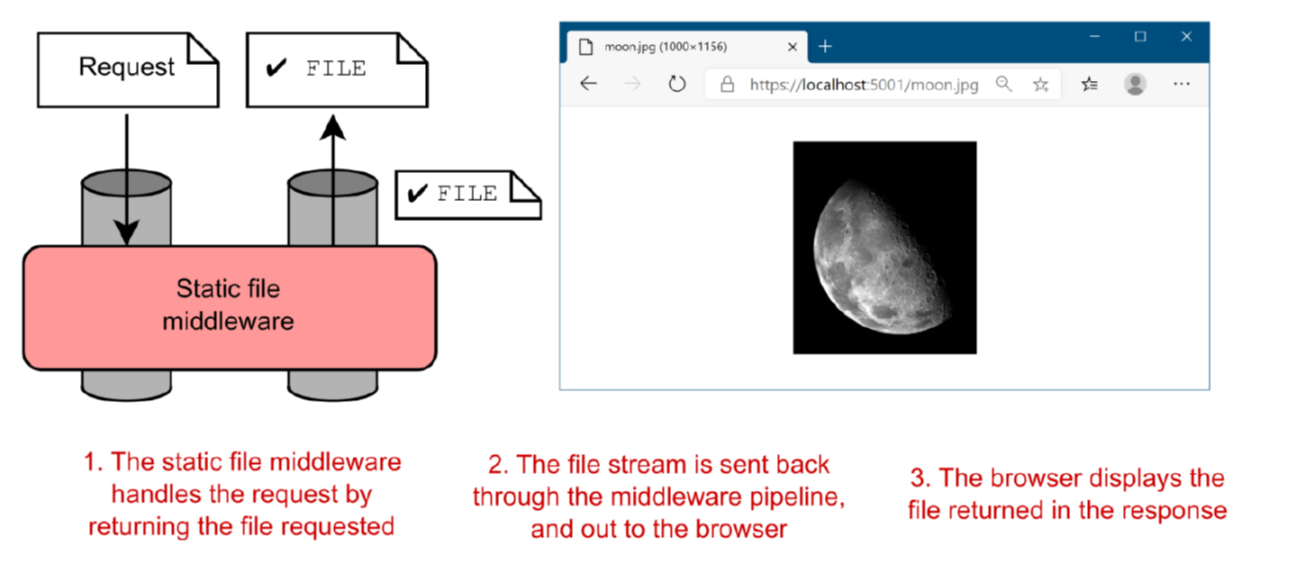 Request
✔ FILE
✔ FILE
Static file
middleware
moon.jpg (1000×1156)
https://localhost:5001/moon.jpg
1. The static file middleware
handles the request by
returning the file requested
2. The file stream is sent back
through the middleware pipeline,
and out to the browser
3. The browser displays the
file returned in the response